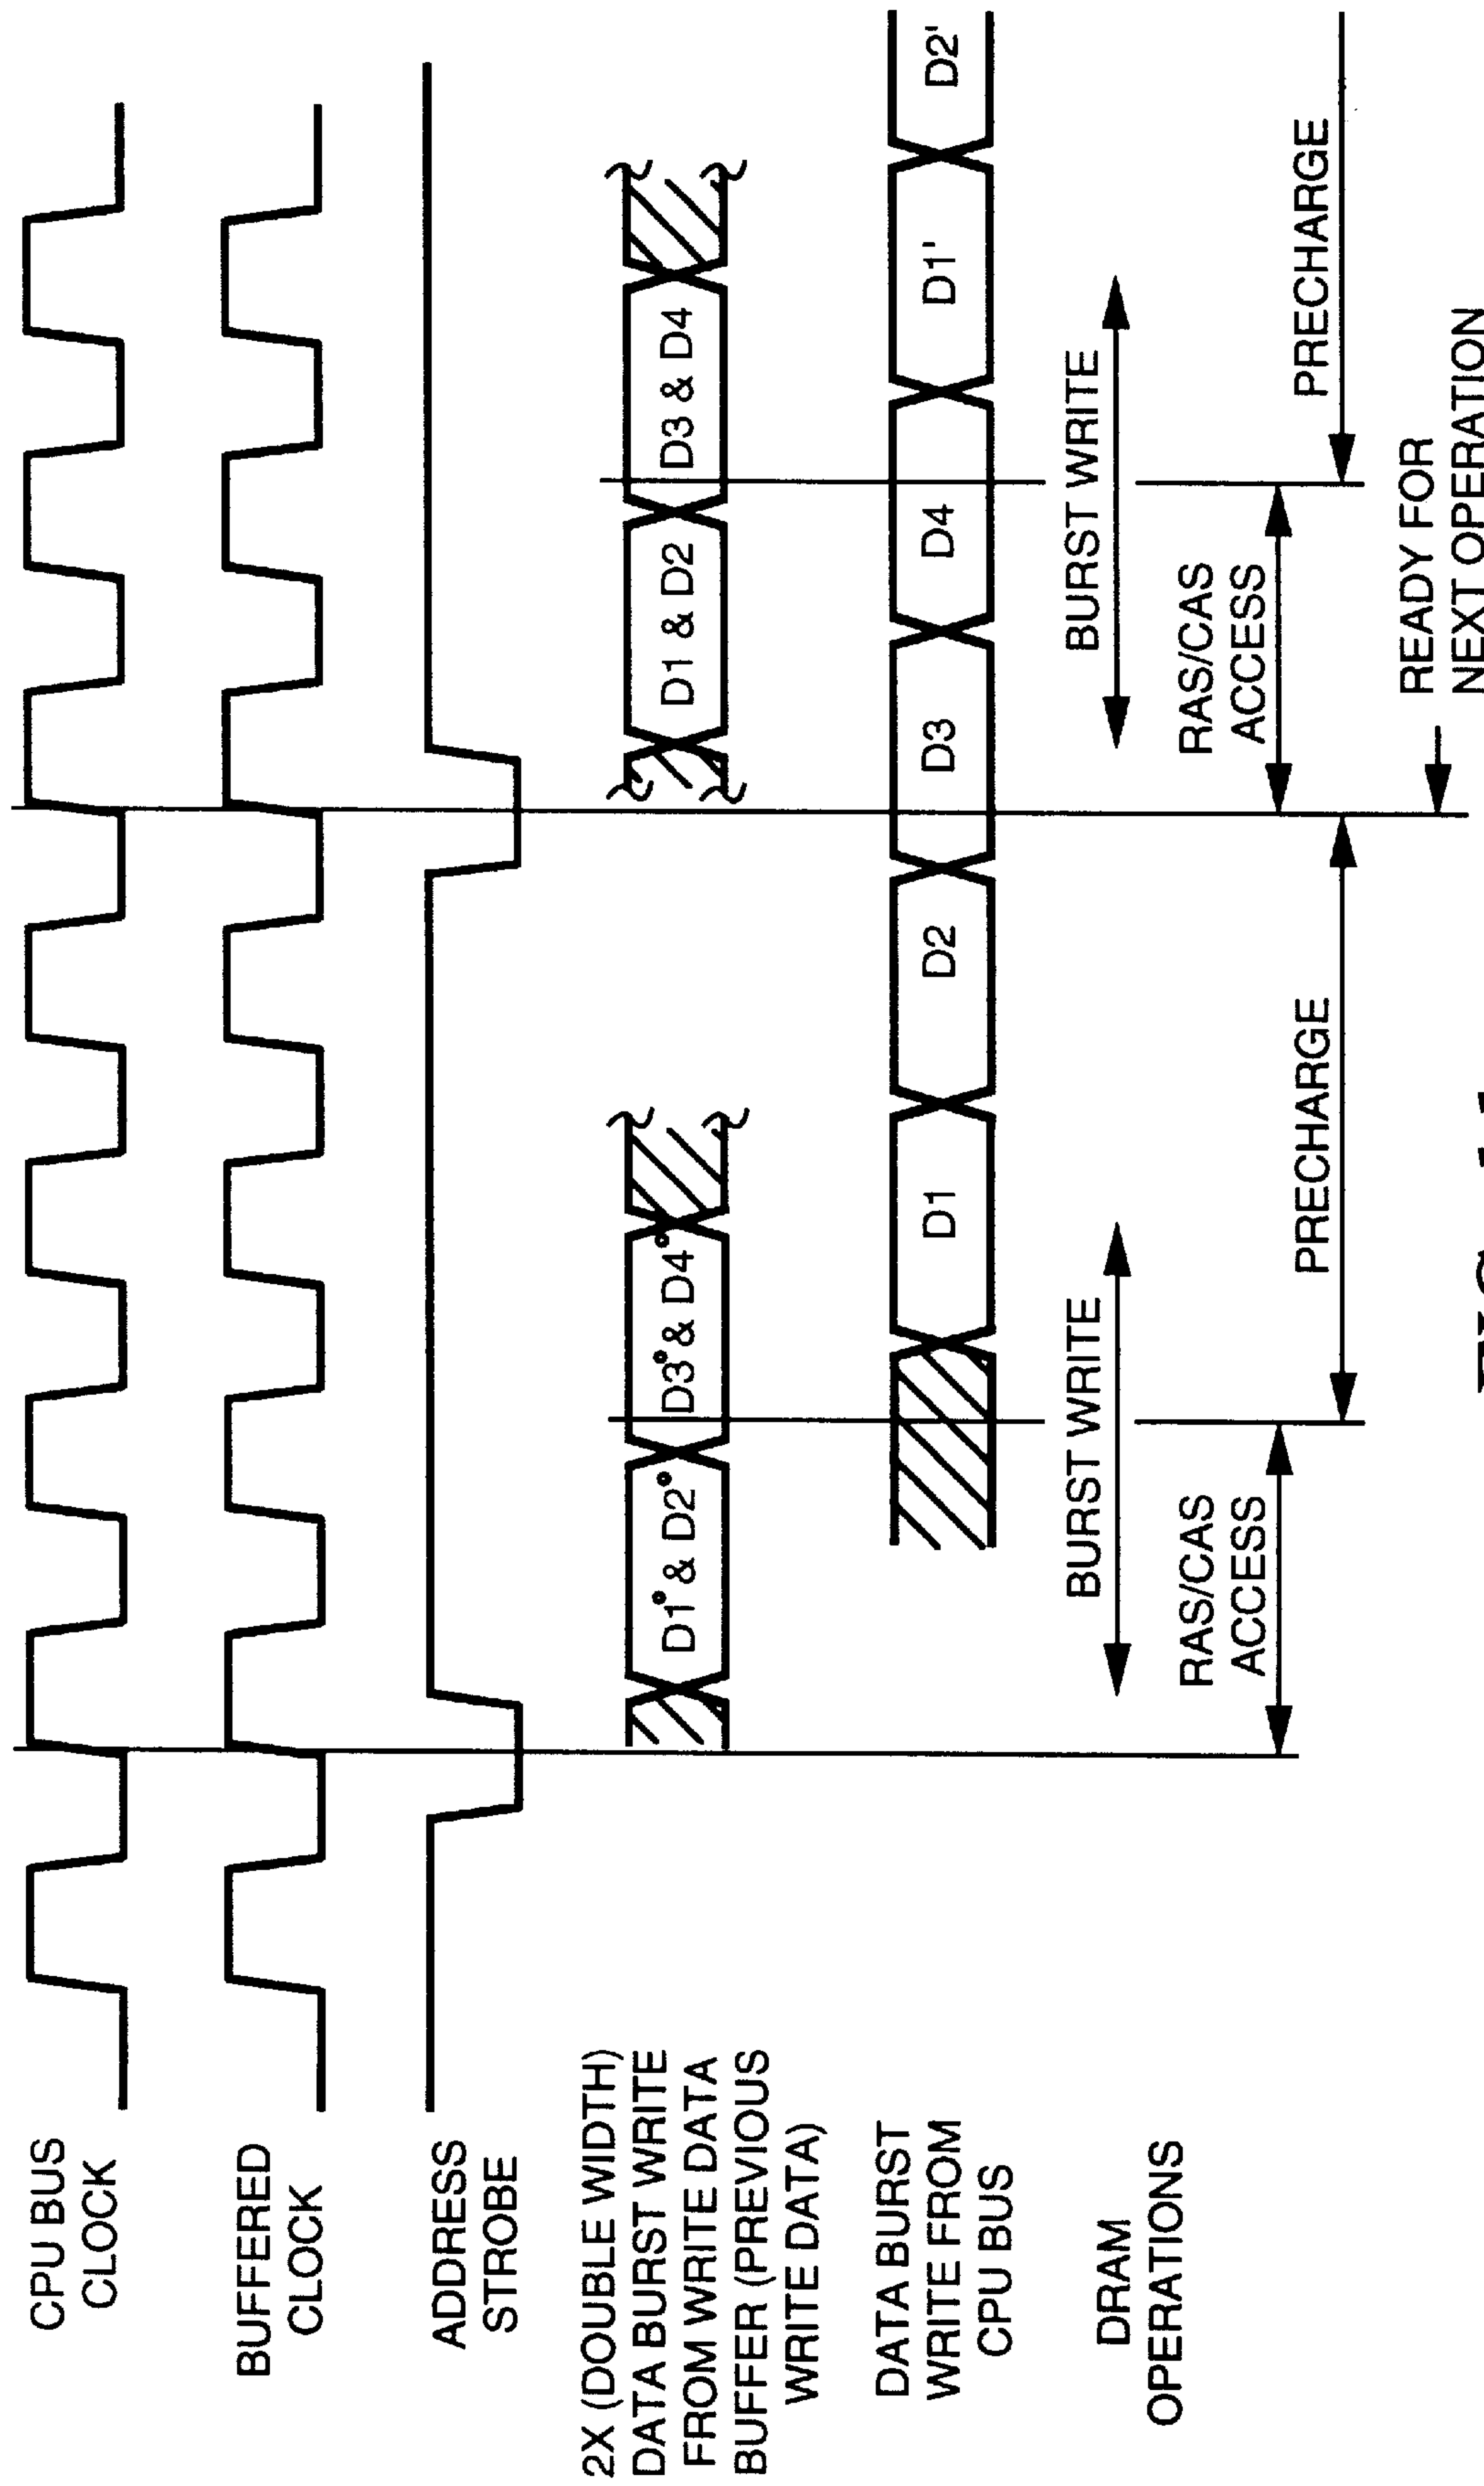 CPU BUS
CLOCK
BUFFERED
CLOCK
ADDRESS
STROBE
2X (DOUBLE WIDTH)
DATA BURST WRITE
FROM WRITE DATA
BUFFER (PREVIOUS
WRITE DATA)
D1° & D2°
D3° & D4°
D1 & D2
D3 & D4
DATA BURST
WRITE FROM
CPU BUS
D1
D2
D3
D4
D1'
D2'
DRAM
OPERATIONS
BURST WRITE
BURST WRITE
RAS/CAS
ACCESS
RAS/CAS
ACCESS
PRECHARGE
PRECHARGE
READY FOR
NEXT OPERATION